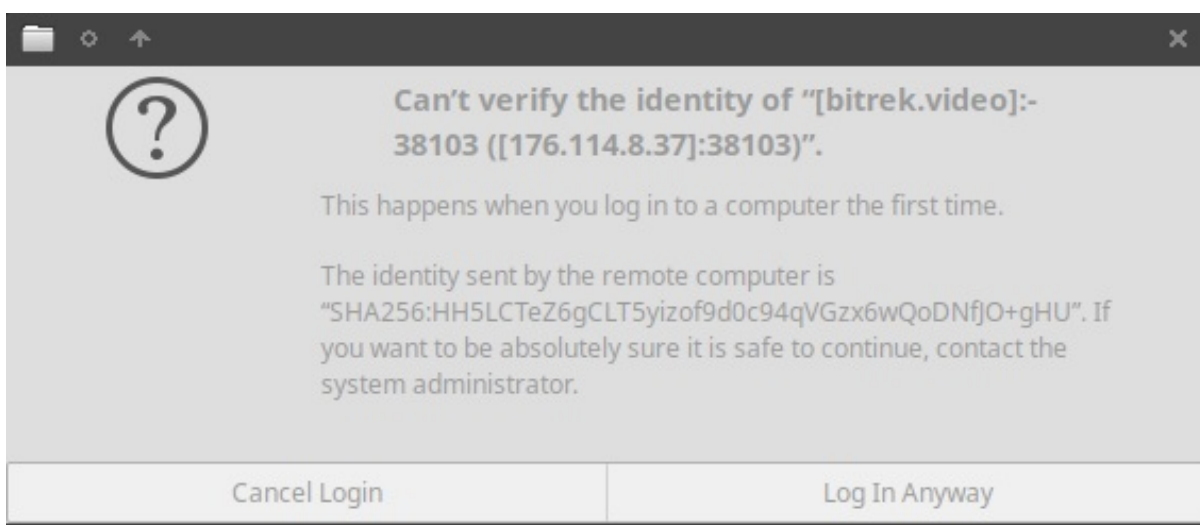 ?
Can’t verify the identity of “[bitrek.video]:-
38103 ([176.114.8.37]:38103)”.
This happens when you log in to a computer the first time.
The identity sent by the remote computer is
“SHA256:HH5LCTeZ6gCLT5yizof9d0c94qVGzx6wQoDNfJO+gHU”. If
you want to be absolutely sure it is safe to continue, contact the
system administrator.
Cancel Login
Log In Anyway